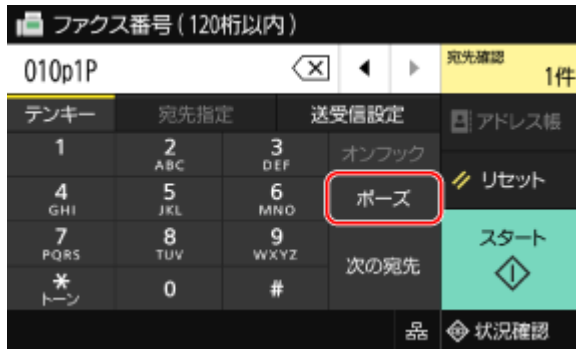 ファクス番号(120桁以内)
010p1P
宛先確認
1件
テンキー 宛先指定 送受信設定
アドレス帳
1 2 ABC 3 DEF オンフック
4 GHI 5 JKL 6 MNO ポーズ
リセット
7 PQRS 8 TUV 9 WXYZ 次の宛先
スタート
* トーン 0 #
状況確認